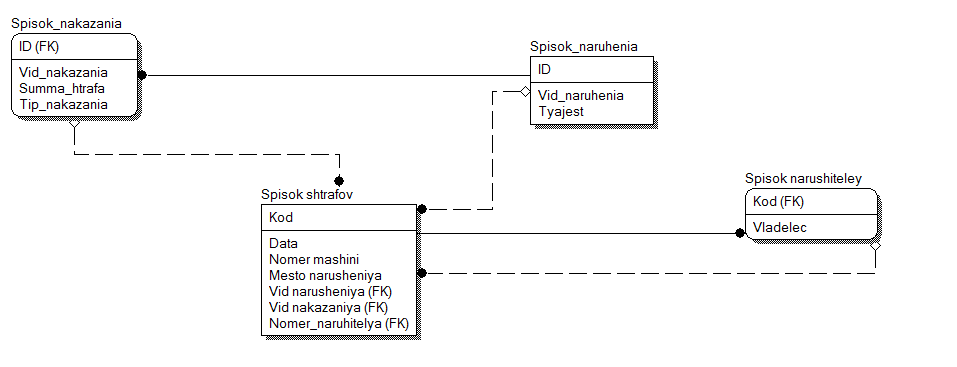 Spisok_nakazania
ID (FK)
Vid_nakazania
Summa_htrafa
Tip_nakazania
Spisok_naruhenia
ID
Vid_naruhenia
Tyajest
Spisok shtrafov
Kod
Data
Nomer mashini
Mesto narusheniya
Vid narusheniya (FK)
Vid nakazaniya (FK)
Nomer_naruhitelya (FK)
Spisok narushiteley
Kod (FK)
Vladelec